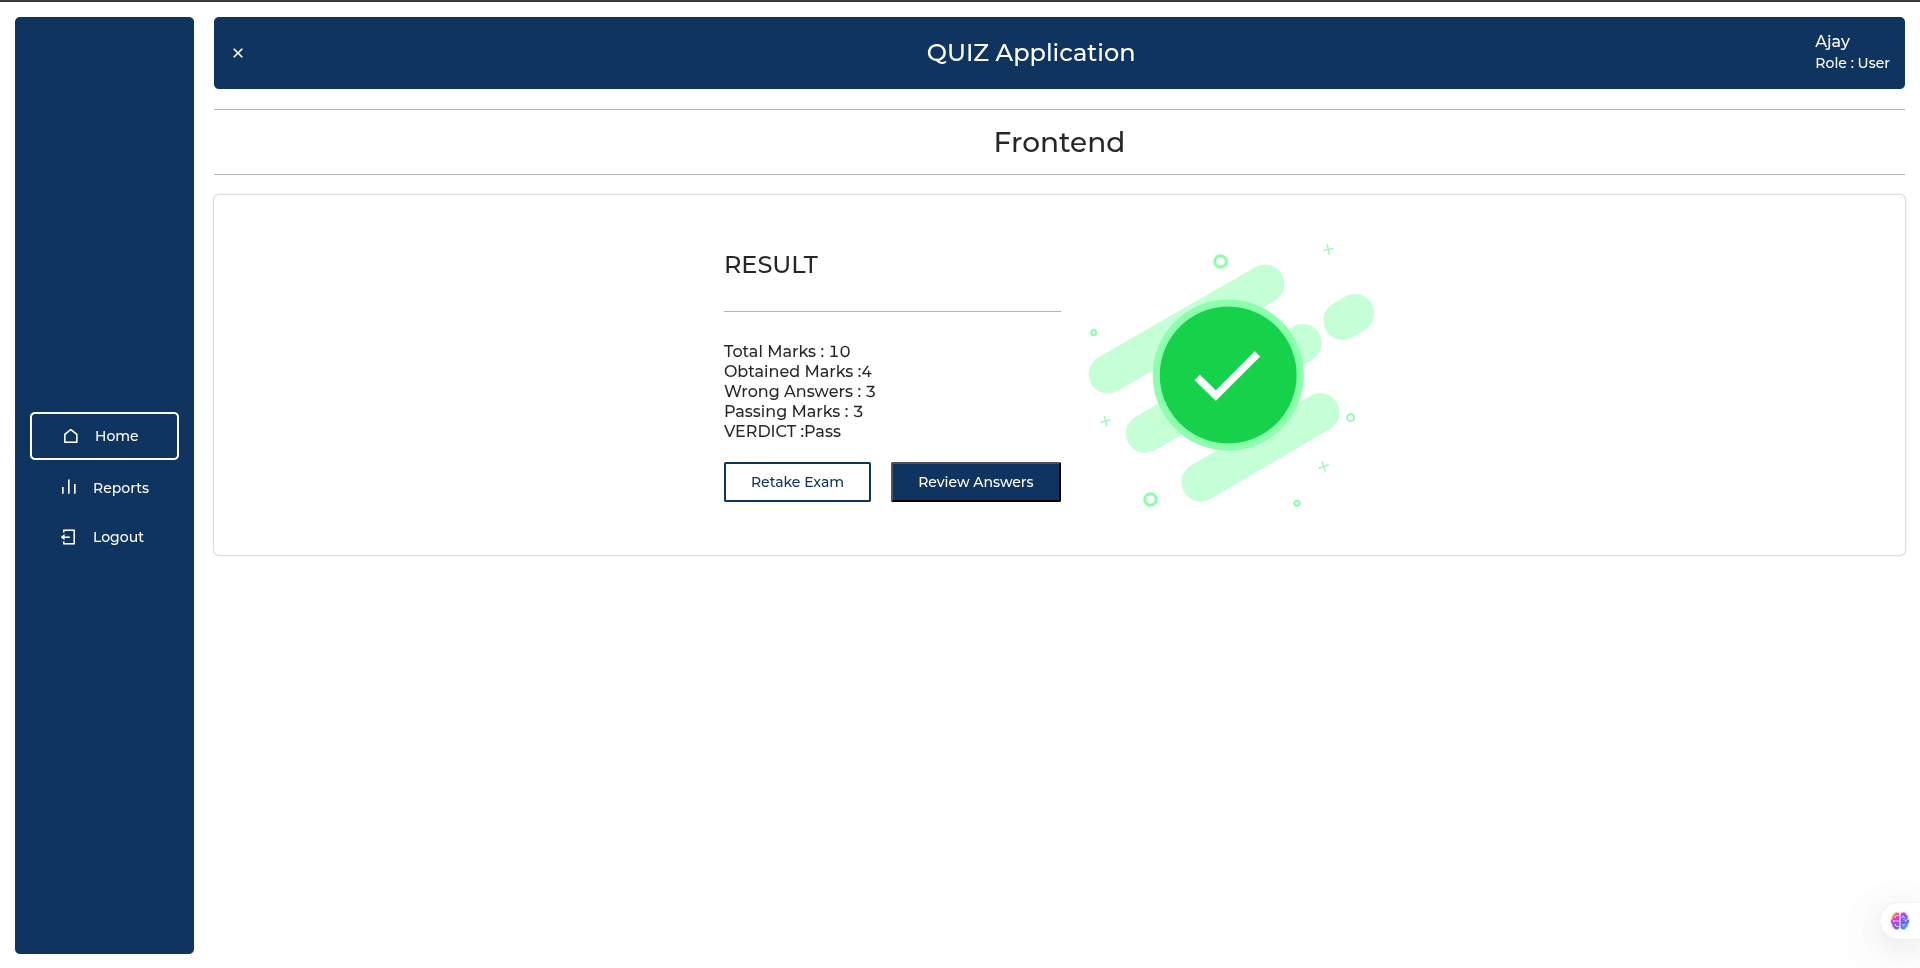 QUIZ Application
Ajay
Role : User
Frontend
Home
Reports
Logout
RESULT
Total Marks : 10
Obtained Marks :4
Wrong Answers : 3
Passing Marks : 3
VERDICT :Pass
Retake Exam
Review Answers